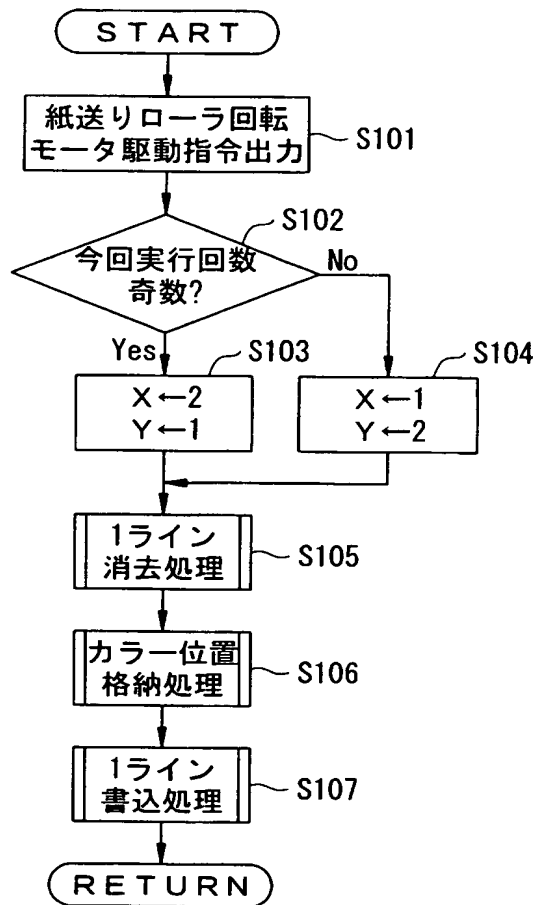 START
紙送りローラ回転
モータ駆動指令出力
S101
S102
今回実行回数
奇数?
No
Yes
S103
X←2
Y←1
S104
X←1
Y←2
1ライン
消去処理
S105
カラー位置
格納処理
S106
1ライン
書込処理
S107
RETURN